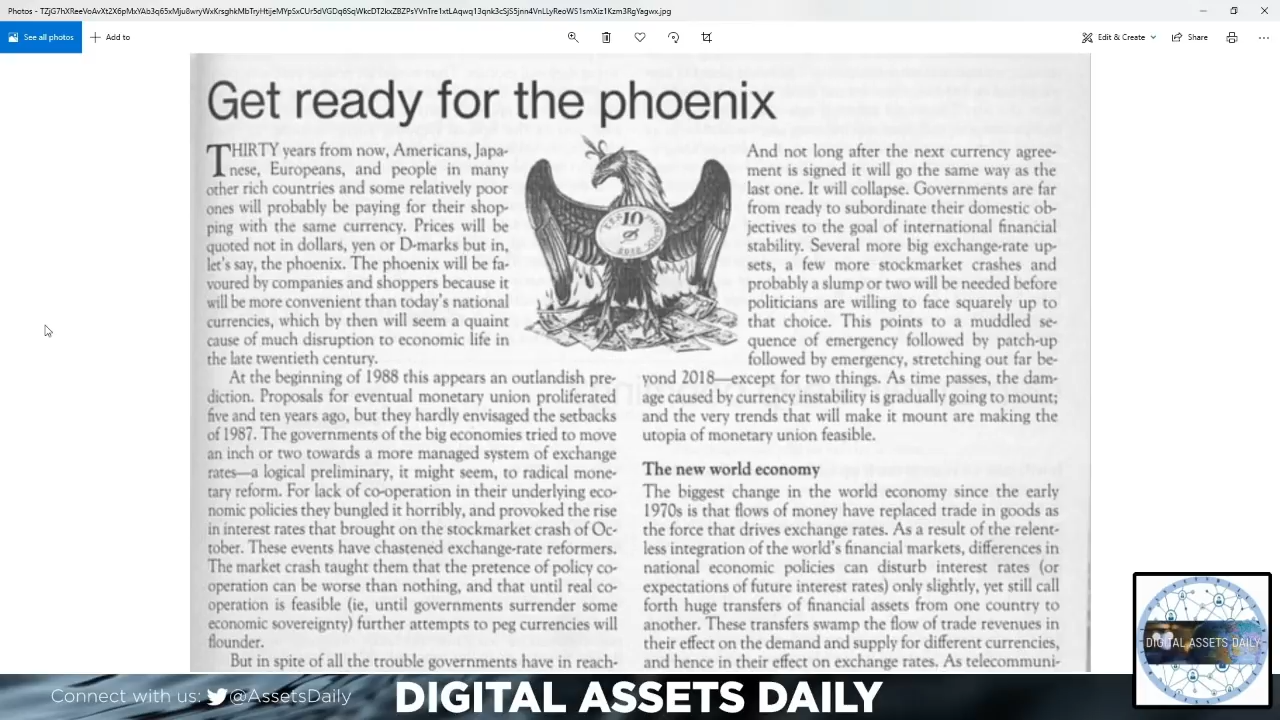 Photos - TZjG7hXReeVoAvXt2X6pMxYAb3q65xMju8wryWxKrsghkMbTryHtijeMYpSxCUr5dVGDq6SqWkcDT2kxZBZPsYVnTre1xtLAqwq13qnk3cSjS5jnn4VnLLyReoWS1smXiz1Kzm3RgYagwx.jpg
See all photos
Add to
Edit & Create
Share
Get ready for the phoenix
THIRTY years from now, Americans, Japa-
nese, Europeans, and people in many
other rich countries and some relatively poor
ones will probably be paying for their shop-
ping with the same currency. Prices will be
quoted not in dollars, yen or D-marks but in,
let's say, the phoenix. The phoenix will be fa-
voured by companies and shoppers because it
will be more convenient than today's national
currencies, which by then will seem a quaint
cause of much disruption to economic life in
the late twentieth century.
At the beginning of 1988 this appears an outlandish pre-
diction. Proposals for eventual monetary union proliferated
five and ten years ago, but they hardly envisaged the setbacks
of 1987. The governments of the big economies tried to move
an inch or two towards a more managed system of exchange
rates—a logical preliminary, it might seem, to radical mone-
tary reform. For lack of co-operation in their underlying eco-
nomic policies they bungled it horribly, and provoked the rise
in interest rates that brought on the stockmarket crash of Oc-
tober. These events have chastened exchange-rate reformers.
The market crash taught them that the pretence of policy co-
operation can be worse than nothing, and that until real co-
operation is feasible (ie, until governments surrender some
economic sovereignty) further attempts to peg currencies will
flounder.
But in spite of all the trouble governments have in reach-
10
And not long after the next currency agree-
ment is signed it will go the same way as the
last one. It will collapse. Governments are far
from ready to subordinate their domestic ob-
jectives to the goal of international financial
stability. Several more big exchange-rate up-
sets, a few more stockmarket crashes and
probably a slump or two will be needed before
politicians are willing to face squarely up to
that choice. This points to a muddled se-
quence of emergency followed by patch-up
followed by emergency, stretching out far be-
yond 2018—except for two things. As time passes, the dam-
age caused by currency instability is gradually going to mount;
and the very trends that will make it mount are making the
utopia of monetary union feasible.
The new world economy
The biggest change in the world economy since the early
1970s is that flows of money have replaced trade in goods as
the force that drives exchange rates. As a result of the relent-
less integration of the world's financial markets, differences in
national economic policies can disturb interest rates (or
expectations of future interest rates) only slightly, yet still call
forth huge transfers of financial assets from one country to
another. These transfers swamp the flow of trade revenues in
their effect on the demand and supply for different currencies,
and hence in their effect on exchange rates. As telecommuni-
DIGITAL ASSETS DAILY
Connect with us: @AssetsDaily
DIGITAL ASSETS DAILY